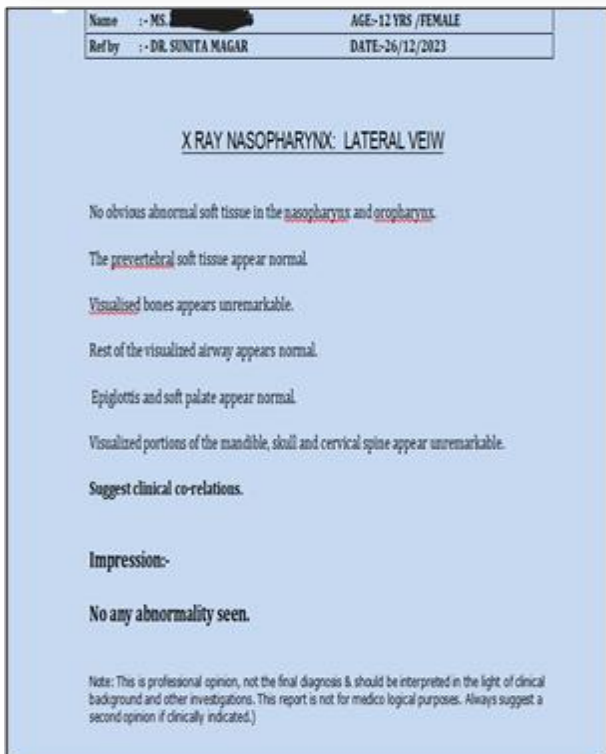 Name :- MS.
AGE:-12 YRS /FEMALE
Ref by :- DR. SUNITA MAGAR
DATE:-26/12/2023
X RAY NASOPHARYNX: LATERAL VEIW
No obvious abnormal soft tissue in the nasopharynx and oropharynx.
The prevertebral soft tissue appear normal.
Visualised bones appears unremarkable.
Rest of the visualized airway appears normal.
Epiglottis and soft palate appear normal.
Visualized portions of the mandible, skull and cervical spine appear unremarkable.
Suggest clinical co-relations.
Impression:-
No any abnormality seen.
Note: This is professional opinion, not the final diagnosis & should be interpreted in the light of clinical
background and other investigations. This report is not for medico logical purposes. Always suggest a
second opinion if clinically indicated.)